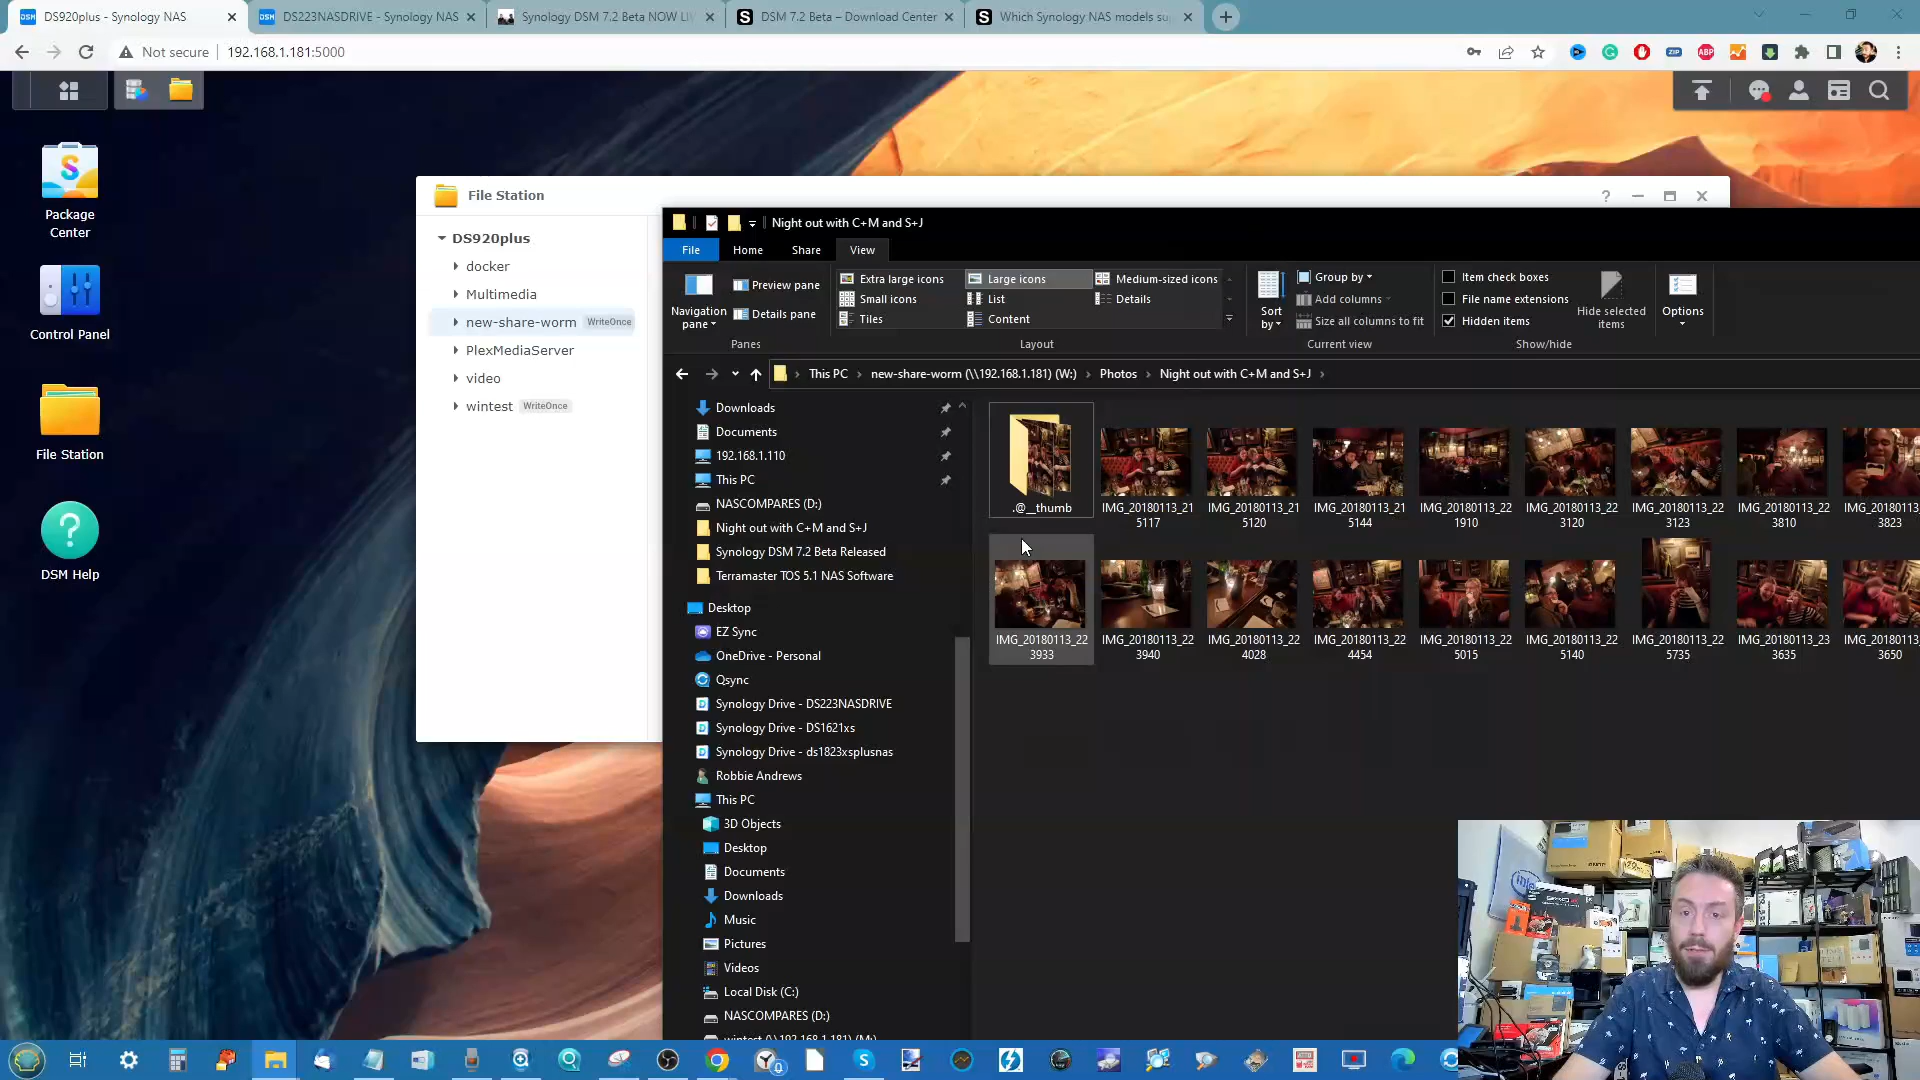 DS920plus - Synology NAS
DS223NASDRIVE - Synology NAS
Synology DSM 7.2 Beta NOW LI
DSM 7.2 Beta – Download Center
Which Synology NAS models su
Not secure
192.168.1.181:5000
ZIP
ABP
Package
Center
Control Panel
File Station
DSM Help
File Station
DS920plus
docker
Multimedia
new-share-worm WriteOnce
PlexMediaServer
video
wintest WriteOnce
Night out with C+M and S+J
File
Home
Share
View
Navigation
pane
Preview pane
Details pane
Panes
Extra large icons
Large icons
Medium-sized icons
Small icons
List
Details
Tiles
Content
Layout
Sort
by
Group by
Add columns
Size all columns to fit
Current view
Item check boxes
File name extensions
Hidden items
Hide selected
items
Show/hide
Options
This PC
new-share-worm (\\192.168.1.181) (W:)
Photos
Night out with C+M and S+J
Downloads
Documents
192.168.1.110
This PC
NASCOMPARES (D:)
Night out with C+M and S+J
Synology DSM 7.2 Beta Released
Terramaster TOS 5.1 NAS Software
Desktop
EZ Sync
OneDrive - Personal
Qsync
Synology Drive - DS223NASDRIVE
Synology Drive - DS1621xs
Synology Drive - ds1823xsplusnas
Robbie Andrews
This PC
3D Objects
Desktop
Documents
Downloads
Music
Pictures
Videos
Local Disk (C:)
NASCOMPARES (D:)
wintest (\\192.168.1.181) (M:)
.@__thumb
IMG_20180113_21
5117
IMG_20180113_21
5120
IMG_20180113_21
5144
IMG_20180113_22
1910
IMG_20180113_22
3120
IMG_20180113_22
3123
IMG_20180113_22
3810
IMG_20180113_
3823
IMG_20180113_22
3933
IMG_20180113_22
3940
IMG_20180113_22
4028
IMG_20180113_22
4454
IMG_20180113_22
5015
IMG_20180113_22
5140
IMG_20180113_22
5735
IMG_20180113_23
3635
IMG_20180113_
3650
intel